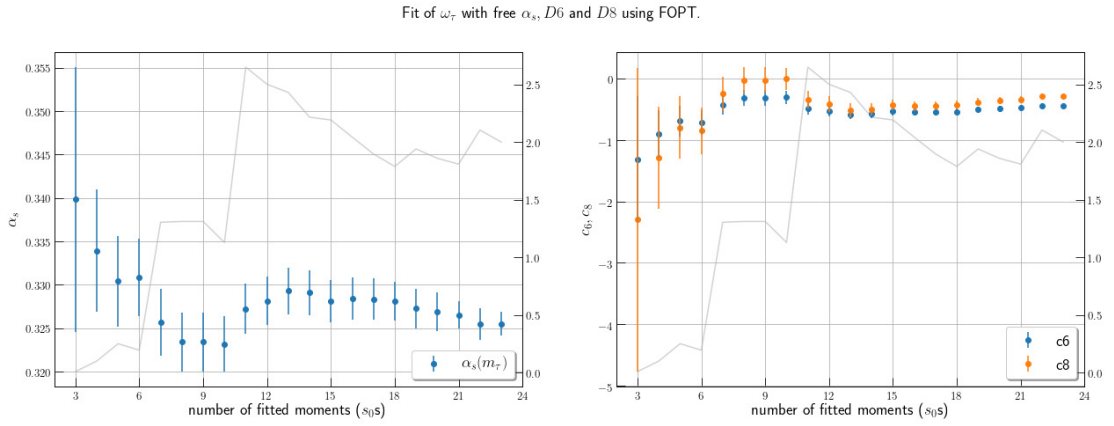 Fit of ω_τ with free α_s, D6 and D8 using FOPT.
0.355
0.350
0.345
0.340
0.335
0.330
0.325
0.320
α_s
2.5
2.0
1.5
1.0
0.5
0.0
α_s(m_τ)
3 6 9 12 15 18 21 24
number of fitted moments (s_0s)
0
−1
−2
−3
−4
−5
c_6, c_8
2.5
2.0
1.5
1.0
0.5
0.0
c6
c8
3 6 9 12 15 18 21 24
number of fitted moments (s_0s)